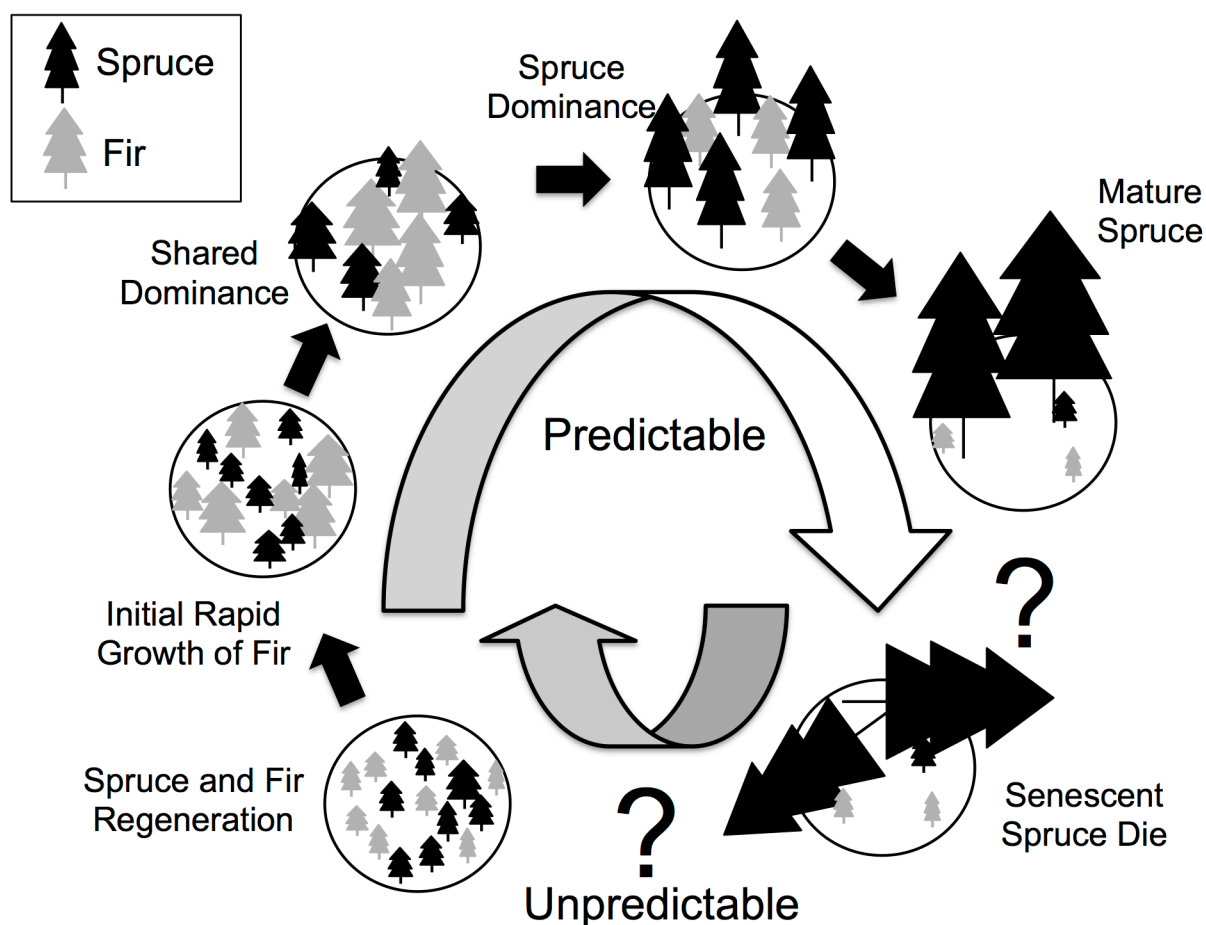 Spruce
Fir
Spruce
Dominance
Mature
Spruce
Shared
Dominance
Predictable
?
Initial Rapid
Growth of Fir
Spruce and Fir
Regeneration
?
Senescent
Spruce Die
Unpredictable